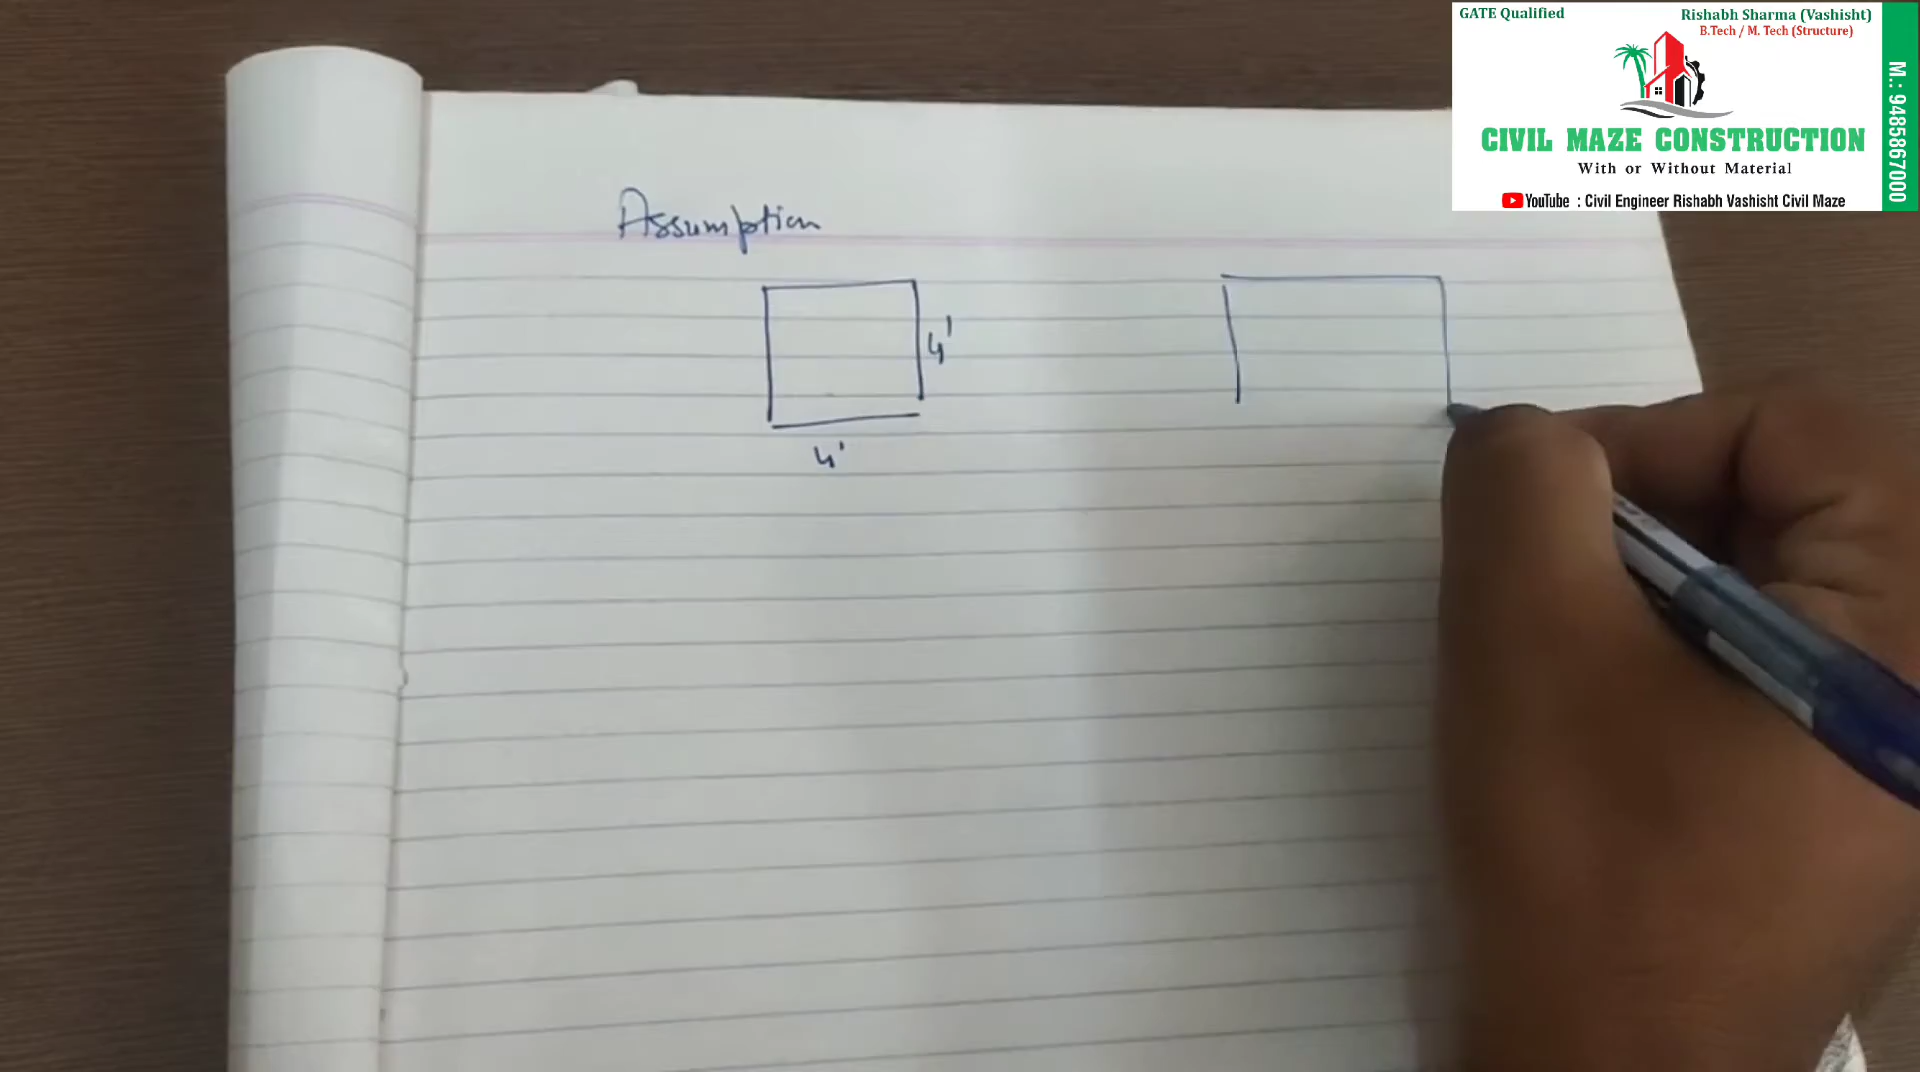 GATE Qualified
Rishabh Sharma (Vashisht)
B.Tech / M. Tech (Structure)
CIVIL MAZE CONSTRUCTION
With or Without Material
YouTube : Civil Engineer Rishabh Vashisht Civil Maze
M.: 9485867000
Assumption
4'
4'